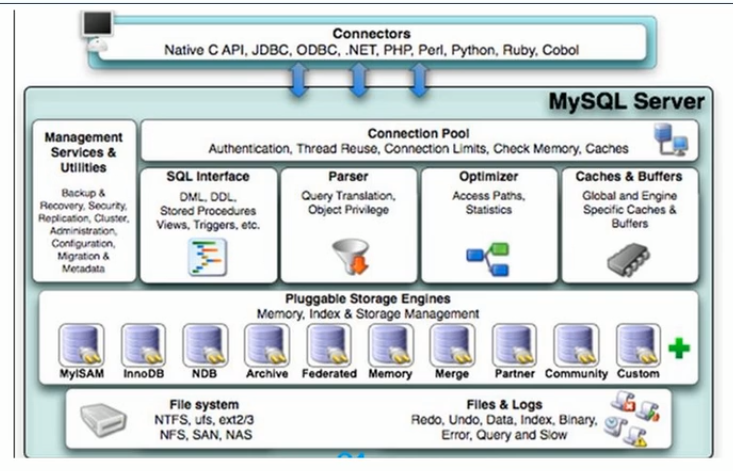 Connectors
Native C API, JDBC, ODBC, .NET, PHP, Perl, Python, Ruby, Cobol
MySQL Server
Management
Services &
Utilities
Backup &
Recovery, Security,
Replication, Cluster,
Administration,
Configuration,
Migration &
Metadata
Connection Pool
Authentication, Thread Reuse, Connection Limits, Check Memory, Caches
SQL Interface
DML, DDL,
Stored Procedures
Views, Triggers, etc.
Parser
Query Translation,
Object Privilege
Optimizer
Access Paths,
Statistics
Caches & Buffers
Global and Engine
Specific Caches &
Buffers
Pluggable Storage Engines
Memory, Index & Storage Management
MyISAM
InnoDB
NDB
Archive
Federated
Memory
Merge
Partner
Community
Custom
File system
NTFS, ufs, ext2/3
NFS, SAN, NAS
Files & Logs
Redo, Undo, Data, Index, Binary,
Error, Query and Slow